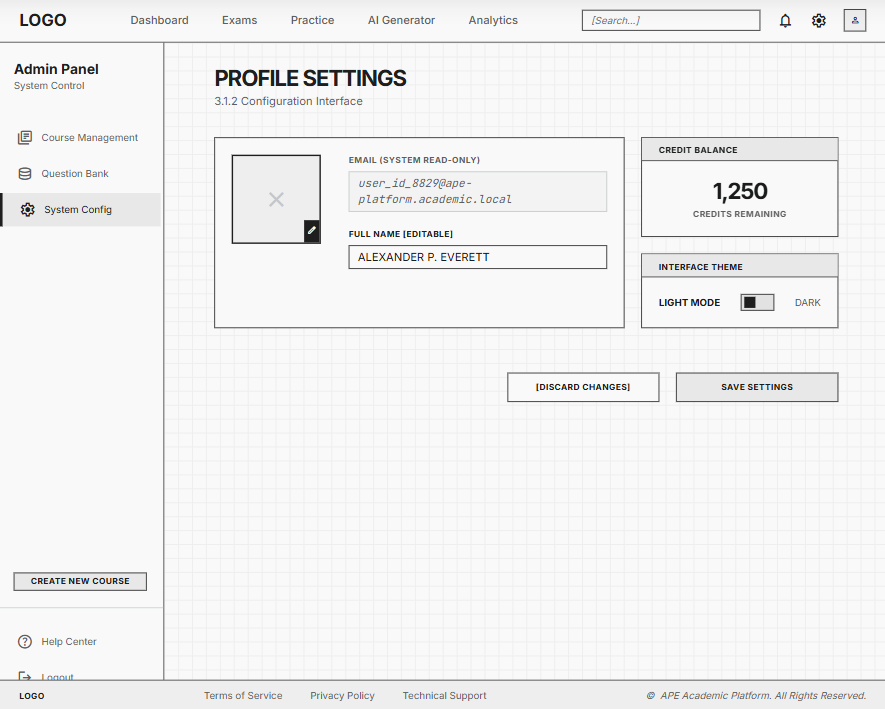 LOGO
Dashboard
Exams
Practice
AI Generator
Analytics
[Search...]
Admin Panel
System Control
Course Management
Question Bank
System Config
CREATE NEW COURSE
Help Center
Logout
PROFILE SETTINGS
3.1.2 Configuration Interface
EMAIL (SYSTEM READ-ONLY)
user_id_8829@ape-
platform.academic.local
FULL NAME [EDITABLE]
ALEXANDER P. EVERETT
CREDIT BALANCE
1,250
CREDITS REMAINING
INTERFACE THEME
LIGHT MODE
DARK
[DISCARD CHANGES]
SAVE SETTINGS
LOGO
Terms of Service
Privacy Policy
Technical Support
© APE Academic Platform. All Rights Reserved.